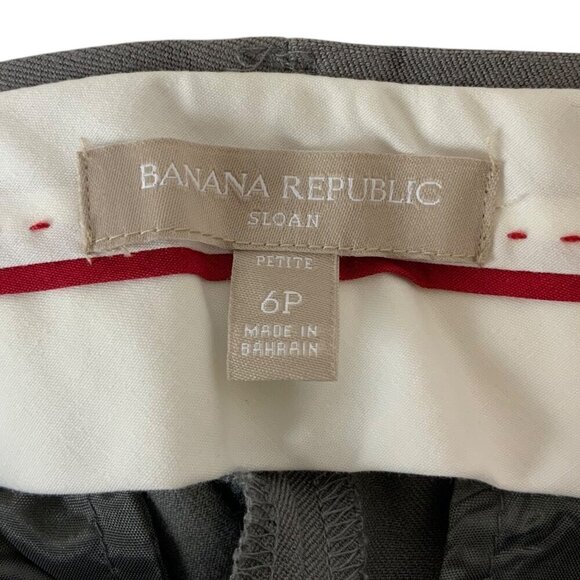 BANANA REPUBLIC
SLOAN
PETITE
6P
MADE IN
BAHRAIN